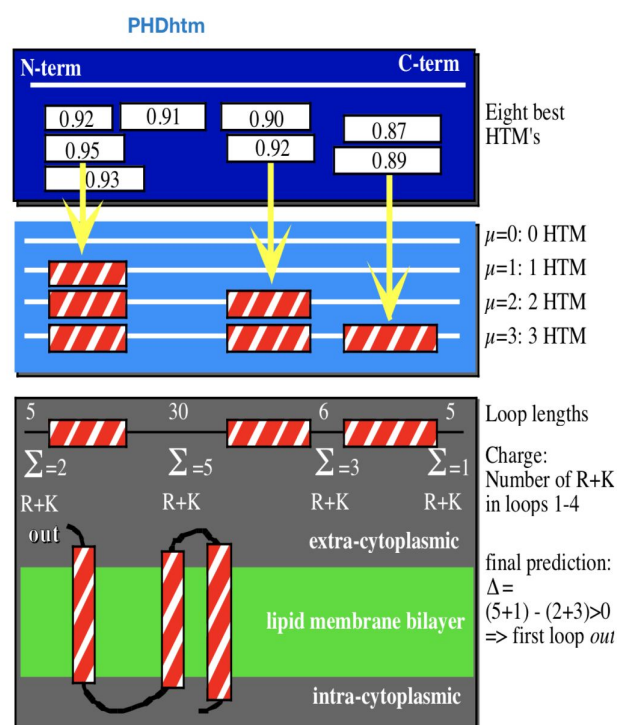 PHDhtm
N-term C-term
0.92 0.91 0.90 0.87
0.95 0.92 0.89
0.93
Eight best
HTM's
μ=0: 0 HTM
μ=1: 1 HTM
μ=2: 2 HTM
μ=3: 3 HTM
5 30 6 5
Loop lengths
Σ=2 Σ=5 Σ=3 Σ=1
R+K R+K R+K R+K
Charge:
Number of R+K
in loops 1-4
out
extra-cytoplasmic
lipid membrane bilayer
intra-cytoplasmic
final prediction:
Δ=
(5+1) - (2+3)>0
=> first loop out